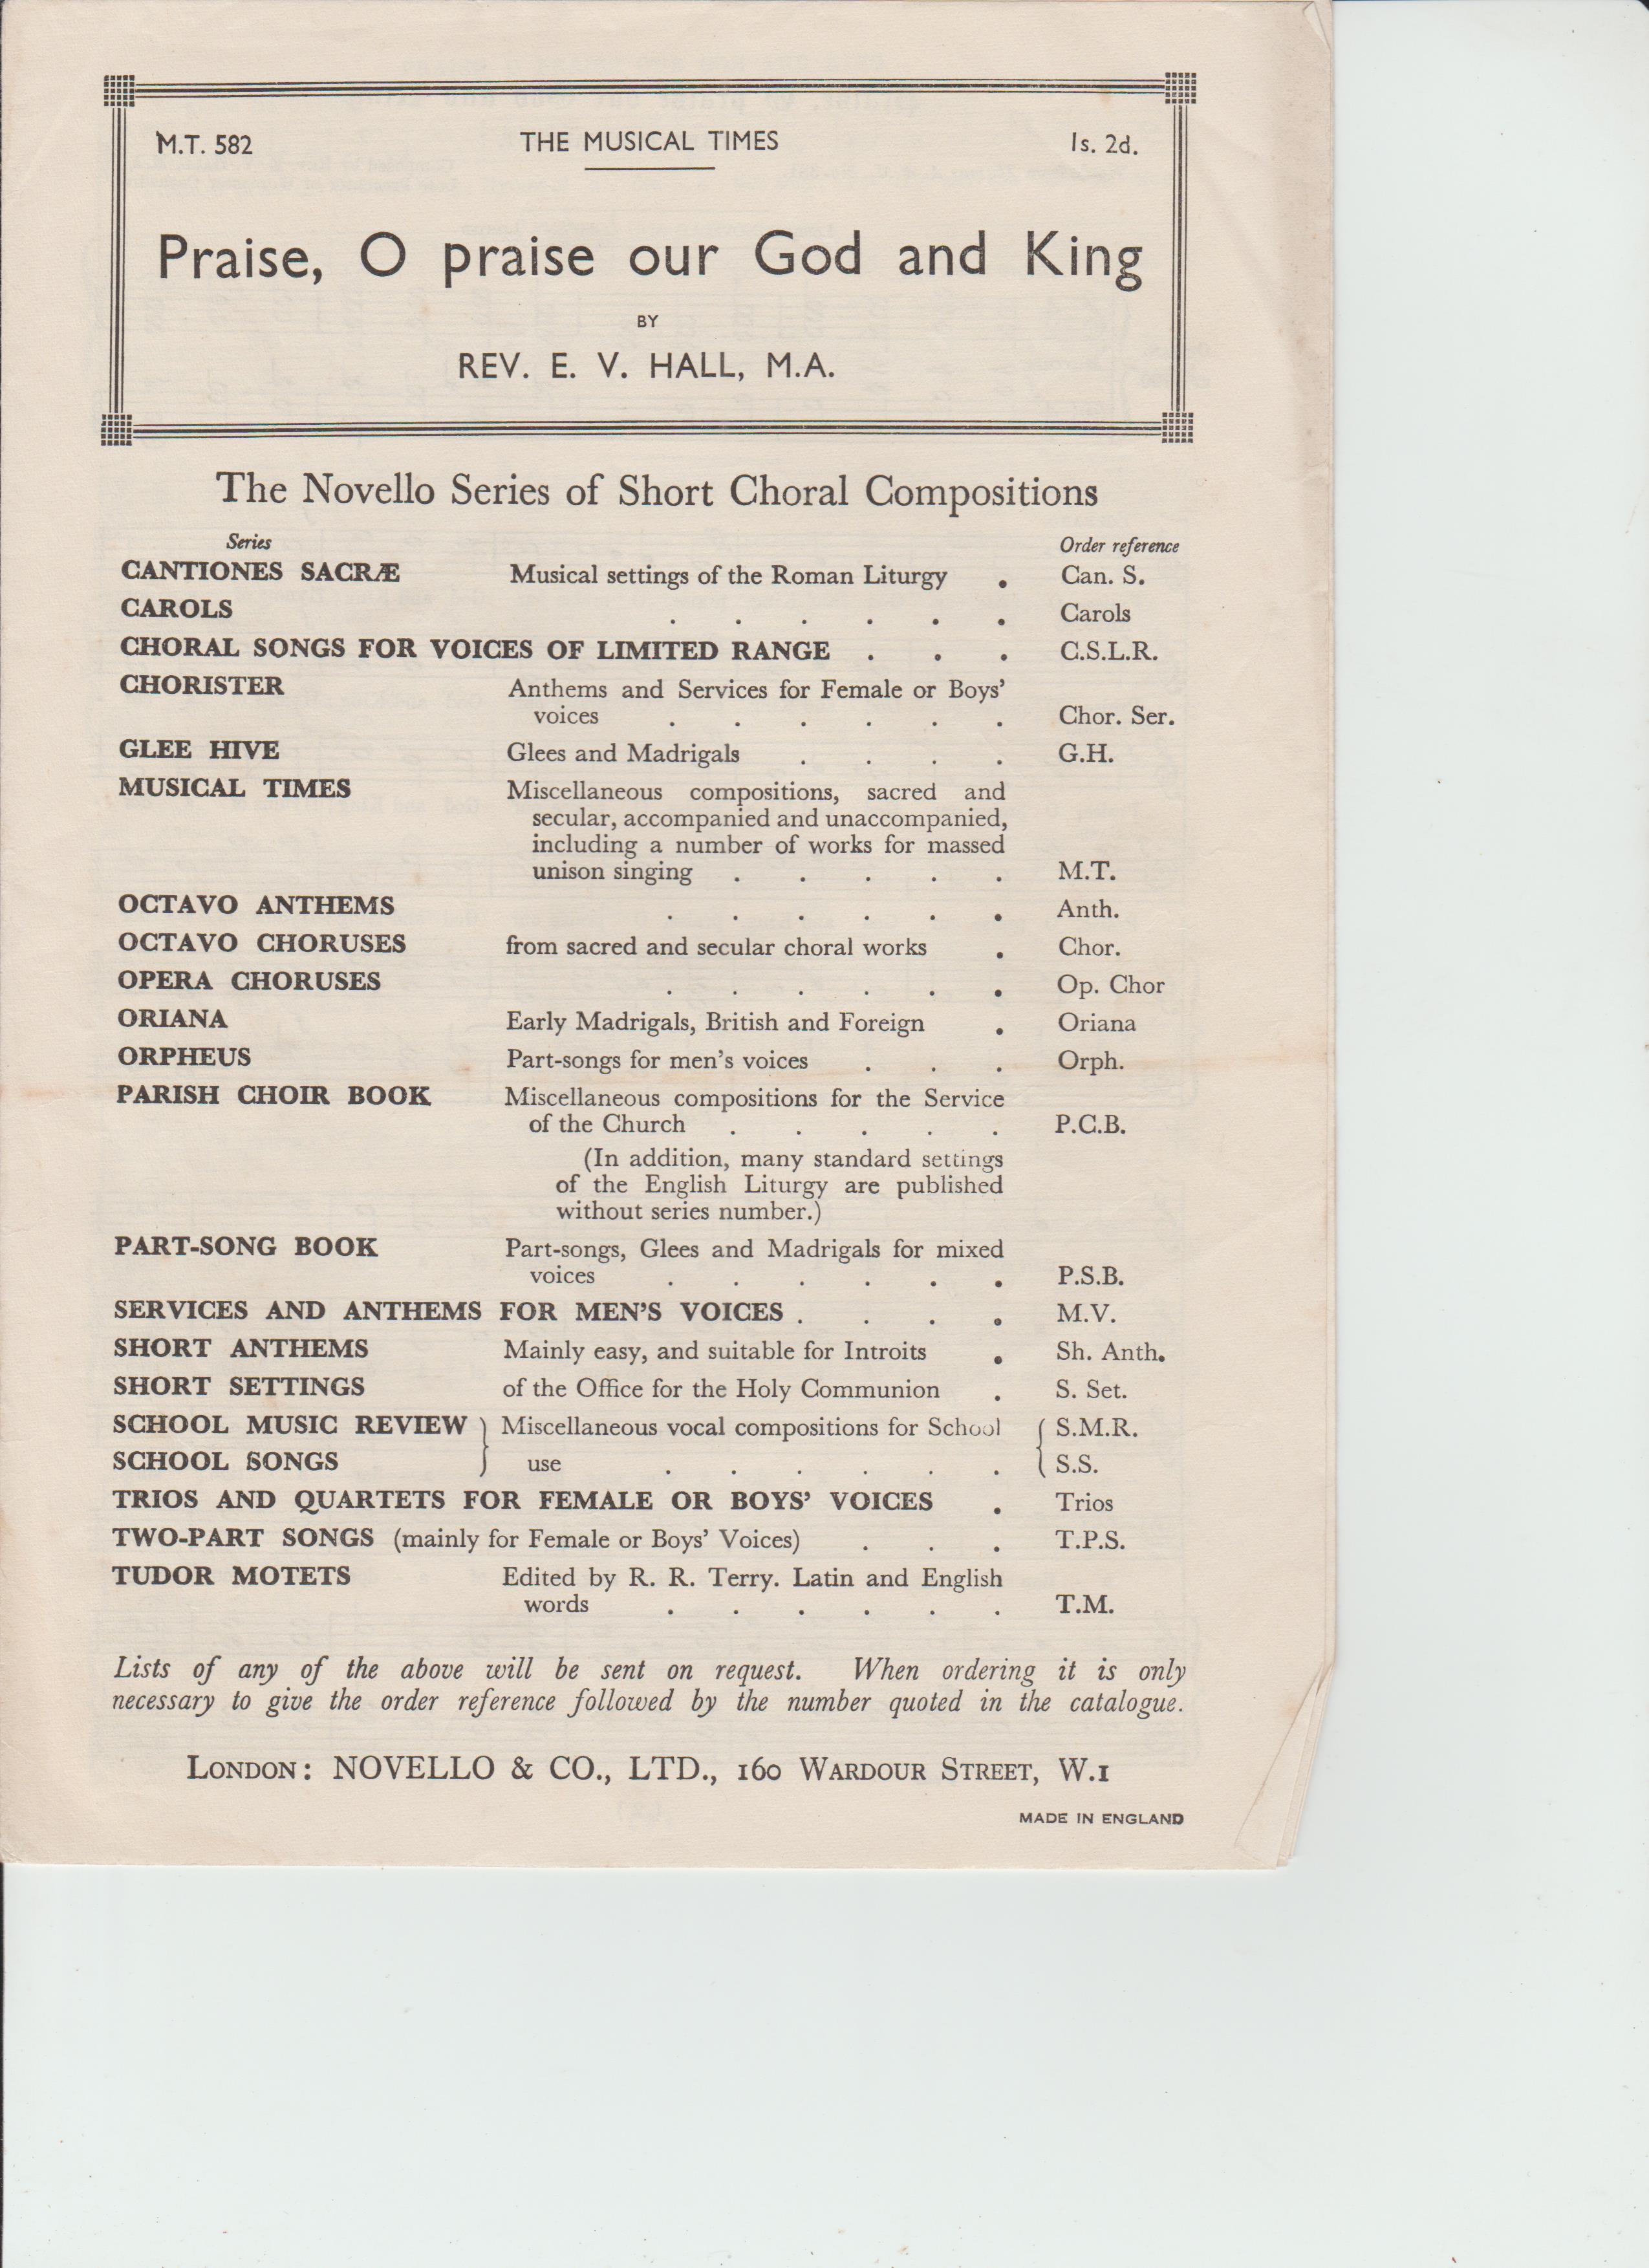 M.T. 582 THE MUSICAL TIMES 1s. 2d.
Praise, O praise our God and King
BY
REV. E. V. HALL, M.A.
The Novello Series of Short Choral Compositions
Series Order reference
CANTIONES SACRÆ Musical settings of the Roman Liturgy . Can. S.
CAROLS . . . . . . Carols
CHORAL SONGS FOR VOICES OF LIMITED RANGE . . . C.S.L.R.
CHORISTER Anthems and Services for Female or Boys'
voices . . . . . . Chor. Ser.
GLEE HIVE Glees and Madrigals . . . . G.H.
MUSICAL TIMES Miscellaneous compositions, sacred and
secular, accompanied and unaccompanied,
including a number of works for massed
unison singing . . . . . M.T.
OCTAVO ANTHEMS . . . . . . Anth.
OCTAVO CHORUSES from sacred and secular choral works . Chor.
OPERA CHORUSES . . . . . . Op. Chor
ORIANA Early Madrigals, British and Foreign . Oriana
ORPHEUS Part-songs for men's voices . . . Orph.
PARISH CHOIR BOOK Miscellaneous compositions for the Service
of the Church . . . . . P.C.B.
(In addition, many standard settings
of the English Liturgy are published
without series number.)
PART-SONG BOOK Part-songs, Glees and Madrigals for mixed
voices . . . . . . P.S.B.
SERVICES AND ANTHEMS FOR MEN'S VOICES . . . . M.V.
SHORT ANTHEMS Mainly easy, and suitable for Introits . Sh. Anth.
SHORT SETTINGS of the Office for the Holy Communion . S. Set.
SCHOOL MUSIC REVIEW } Miscellaneous vocal compositions for School { S.M.R.
SCHOOL SONGS use . . . . . . S.S.
TRIOS AND QUARTETS FOR FEMALE OR BOYS' VOICES . Trios
TWO-PART SONGS (mainly for Female or Boys' Voices) . . . T.P.S.
TUDOR MOTETS Edited by R. R. Terry. Latin and English
words . . . . . . T.M.
Lists of any of the above will be sent on request. When ordering it is only
necessary to give the order reference followed by the number quoted in the catalogue.
LONDON: NOVELLO & CO., LTD., 160 WARDOUR STREET, W.1
MADE IN ENGLAND